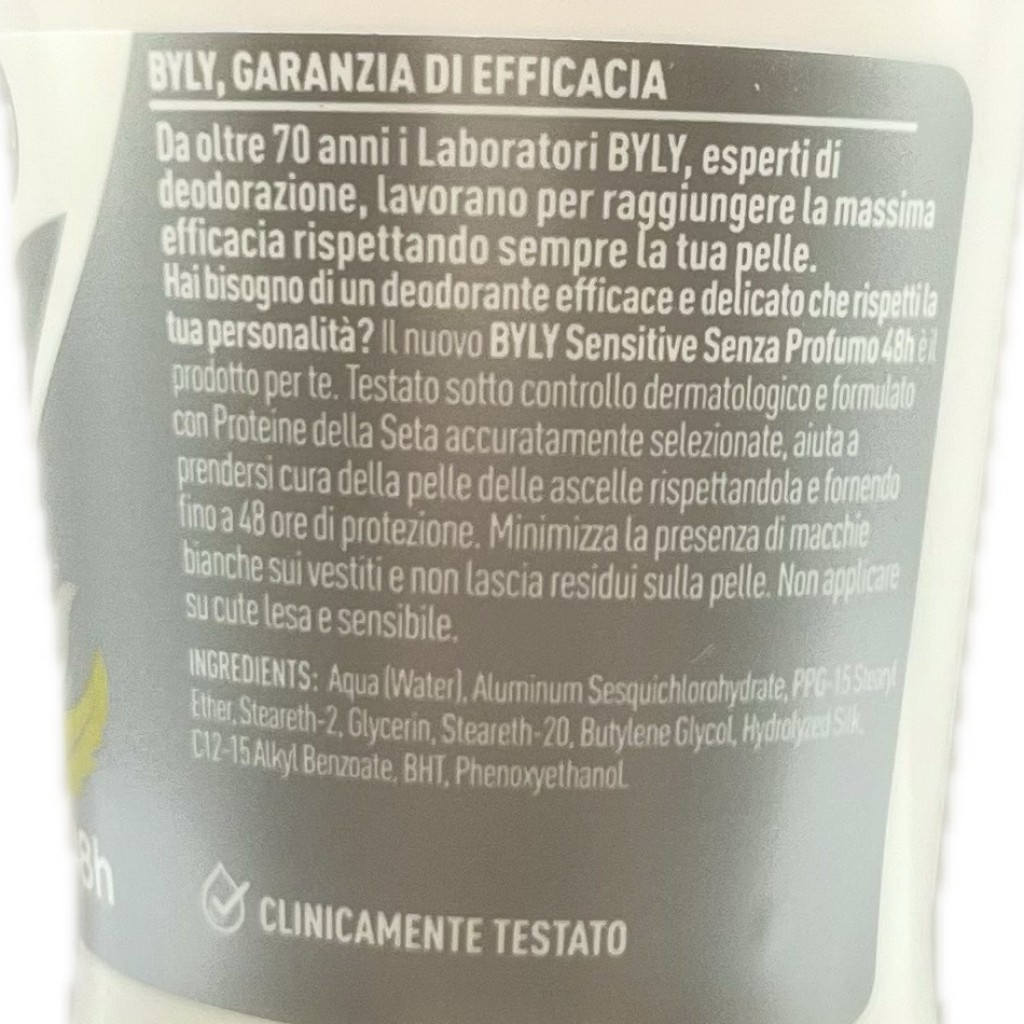 BYLY, GARANZIA DI EFFICACIA
Da oltre 70 anni i Laboratori BYLY, esperti di
deodorazione, lavorano per raggiungere la massima
efficacia rispettando sempre la tua pelle.
Hai bisogno di un deodorante efficace e delicato che rispetti la
tua personalità? Il nuovo BYLY Sensitive Senza Profumo 48h è il
prodotto per te. Testato sotto controllo dermatologico e formulato
con Proteine della Seta accuratamente selezionate, aiuta a
prendersi cura della pelle delle ascelle rispettandola e fornendo
fino a 48 ore di protezione. Minimizza la presenza di macchie
bianche sui vestiti e non lascia residui sulla pelle. Non applicare
su cute lesa e sensibile.
INGREDIENTS: Aqua (Water), Aluminum Sesquichlorohydrate, PPG-15 Stearyl
Ether, Steareth-2, Glycerin, Steareth-20, Butylene Glycol, Hydrolyzed Silk,
C12-15 Alkyl Benzoate, BHT, Phenoxyethanol.
8h
CLINICAMENTE TESTATO